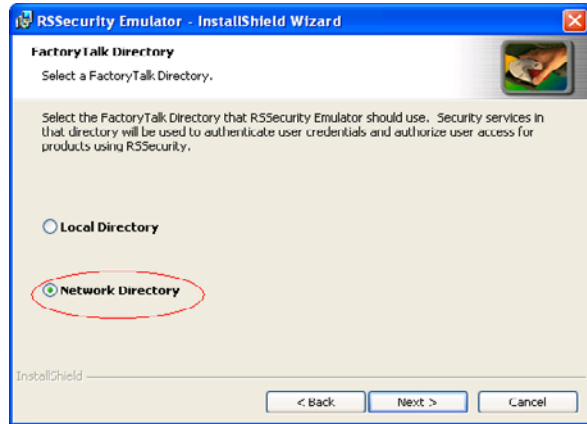 RSSecurity Emulator - InstallShield Wizard
FactoryTalk Directory
Select a FactoryTalk Directory.
Select the FactoryTalk Directory that RSSecurity Emulator should use. Security services in
that directory will be used to authenticate user credentials and authorize user access for
products using RSSecurity.
Local Directory
Network Directory
InstallShield
< Back
Next >
Cancel